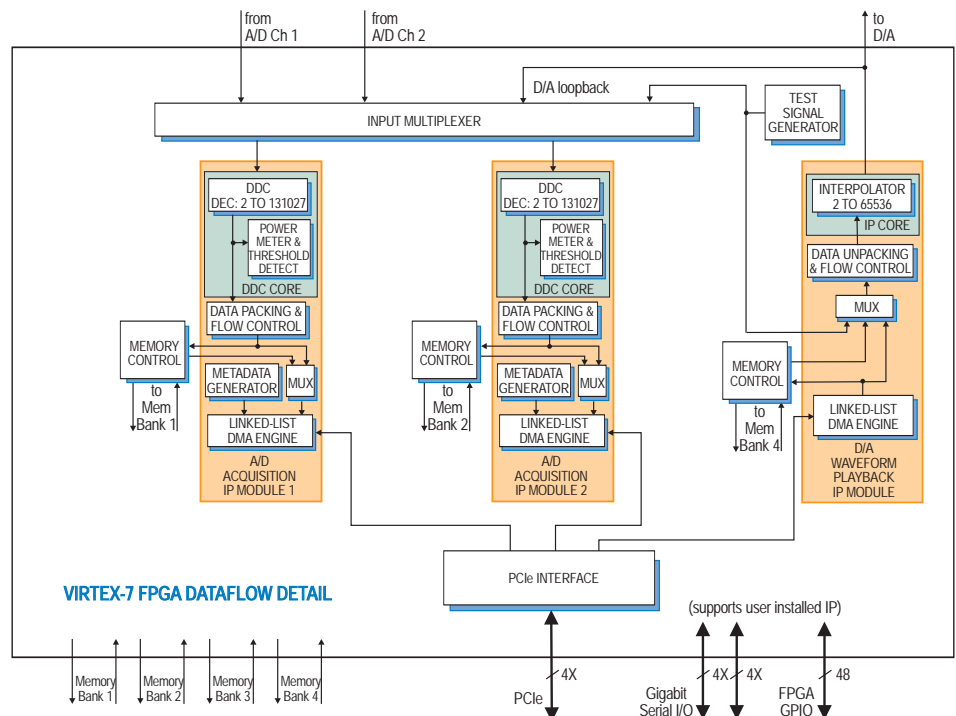 from
A/D Ch 1
from
A/D Ch 2
to
D/A
D/A loopback
TEST
SIGNAL
GENERATOR
INPUT MULTIPLEXER
DDC
DEC: 2 TO 131027
POWER
METER &
THRESHOLD
DETECT
DDC CORE
DATA PACKING &
FLOW CONTROL
MEMORY
CONTROL
to
Mem
Bank 1
METADATA
GENERATOR
MUX
LINKED-LIST
DMA ENGINE
A/D
ACQUISITION
IP MODULE 1
DDC
DEC: 2 TO 131027
POWER
METER &
THRESHOLD
DETECT
DDC CORE
DATA PACKING &
FLOW CONTROL
MEMORY
CONTROL
to
Mem
Bank 2
METADATA
GENERATOR
MUX
LINKED-LIST
DMA ENGINE
A/D
ACQUISITION
IP MODULE 2
INTERPOLATOR
2 TO 65536
IP CORE
DATA UNPACKING
& FLOW CONTROL
MUX
MEMORY
CONTROL
to
Mem
Bank 4
LINKED-LIST
DMA ENGINE
D/A
WAVEFORM
PLAYBACK
IP MODULE
PCIe INTERFACE
VIRTEX-7 FPGA DATAFLOW DETAIL
(supports user installed IP)
Memory
Bank 1
Memory
Bank 2
Memory
Bank 3
Memory
Bank 4
4X
PCIe
4X
4X
Gigabit
Serial I/O
48
FPGA
GPIO